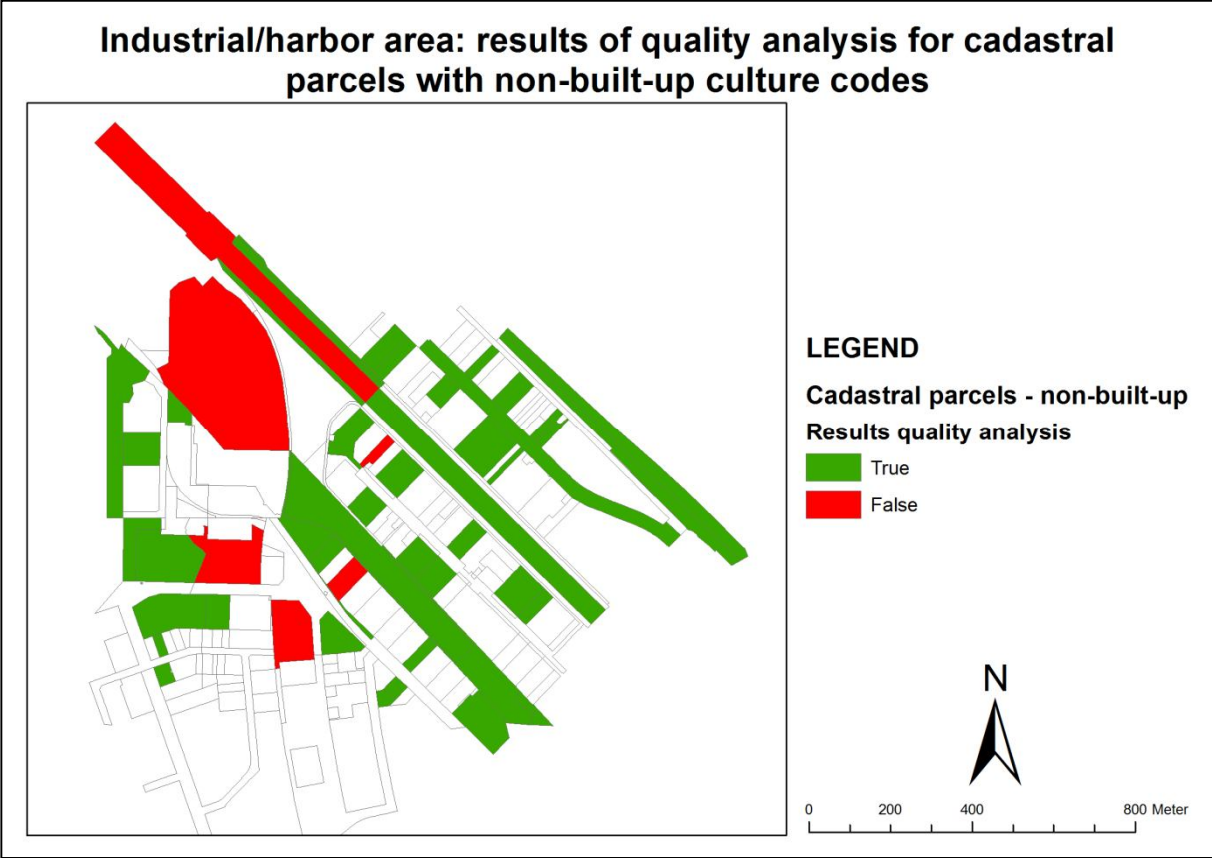 Industrial/harbor area: results of quality analysis for cadastral
parcels with non-built-up culture codes
LEGEND
Cadastral parcels - non-built-up
Results quality analysis
True
False
N
0 200 400 800 Meter